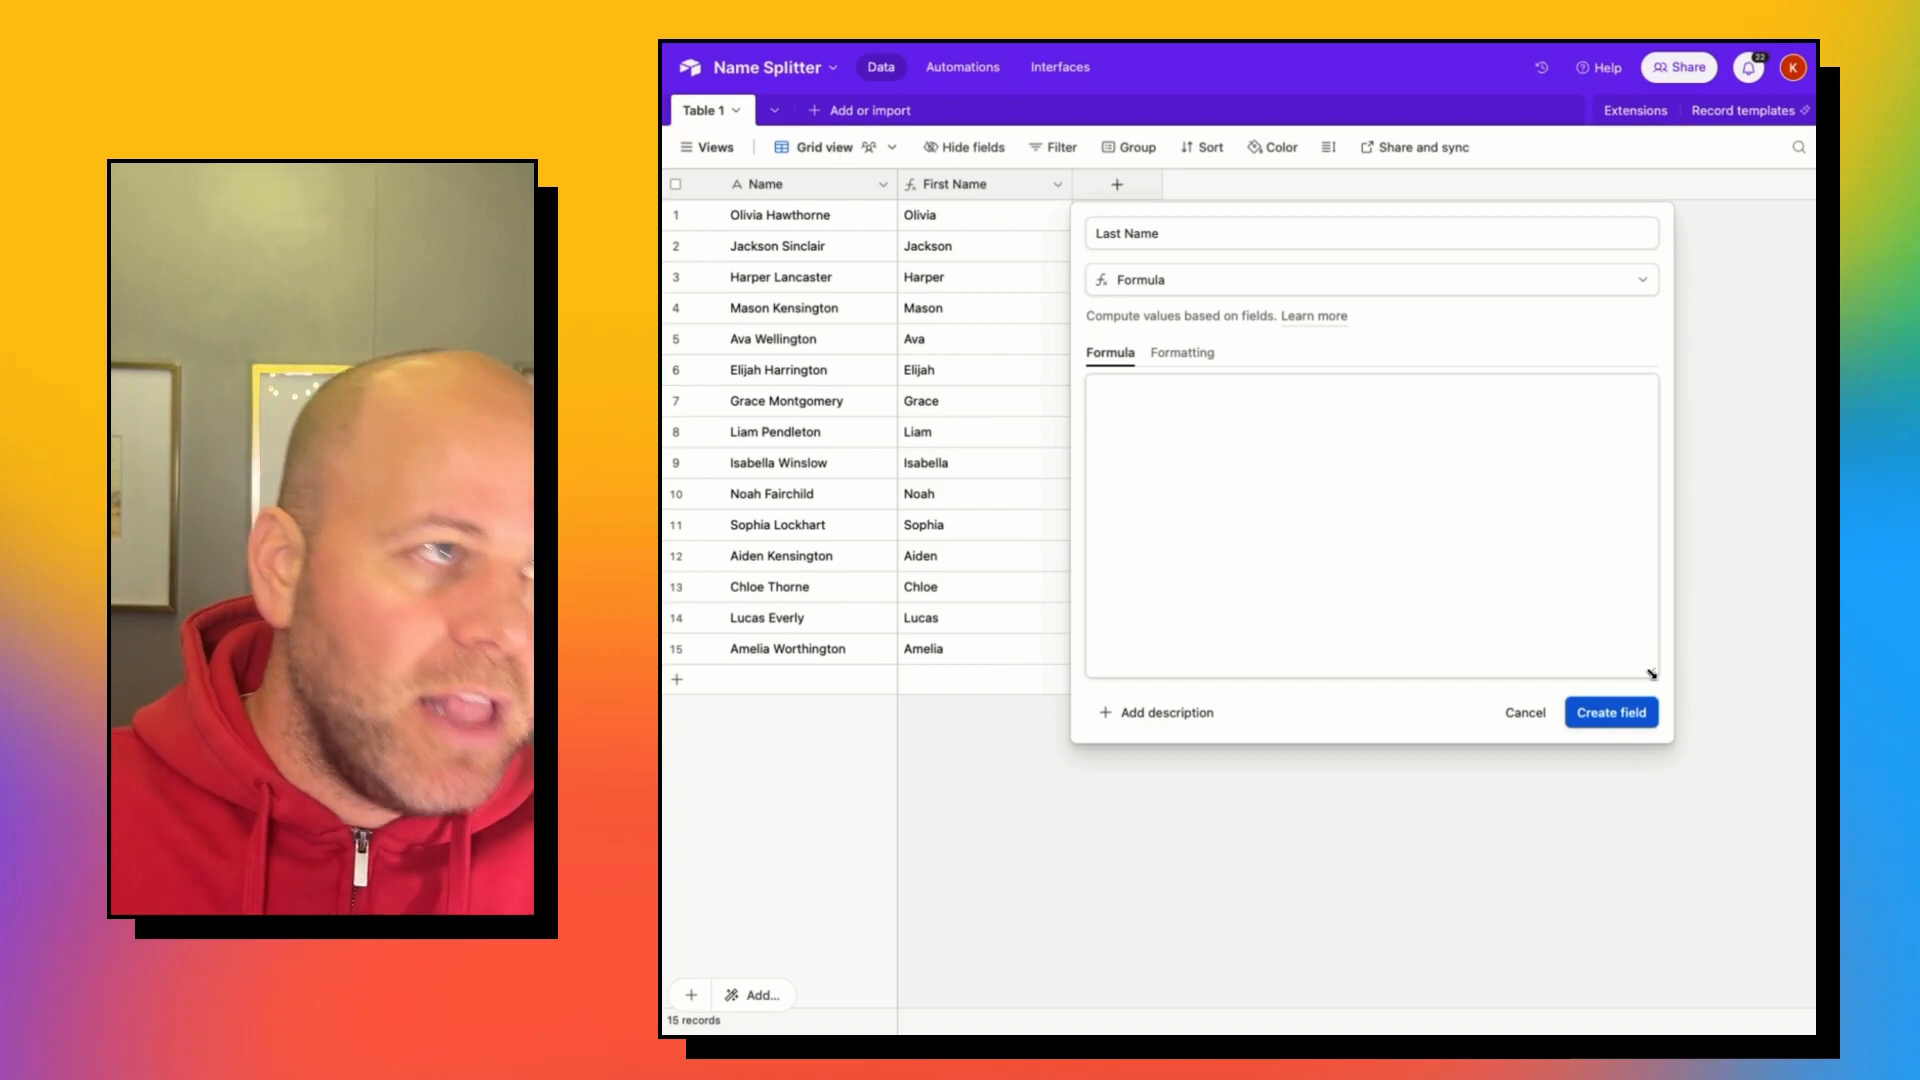 Name Splitter Data Automations Interfaces Help Share 22 K
Table 1 Add or import Extensions Record templates
Views Grid view Hide fields Filter Group Sort Color Share and sync
Name First Name
1 Olivia Hawthorne Olivia
2 Jackson Sinclair Jackson
3 Harper Lancaster Harper
4 Mason Kensington Mason
5 Ava Wellington Ava
6 Elijah Harrington Elijah
7 Grace Montgomery Grace
8 Liam Pendleton Liam
9 Isabella Winslow Isabella
10 Noah Fairchild Noah
11 Sophia Lockhart Sophia
12 Aiden Kensington Aiden
13 Chloe Thorne Chloe
14 Lucas Everly Lucas
15 Amelia Worthington Amelia
Last Name
Formula
Compute values based on fields. Learn more
Formula Formatting
Add description Cancel Create field
Add...
15 records